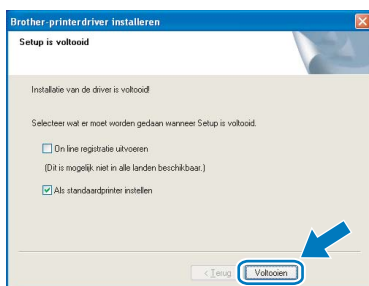 Brother-printerdriver installeren
Setup is voltooid
Installatie van de driver is voltooid!
Selecteer wat er moet worden gedaan wanneer Setup is voltooid.
On line registratie uitvoeren
(Dit is mogelijk niet in alle landen beschikbaar.)
Als standaardprinter instellen
< Terug
Voltooien